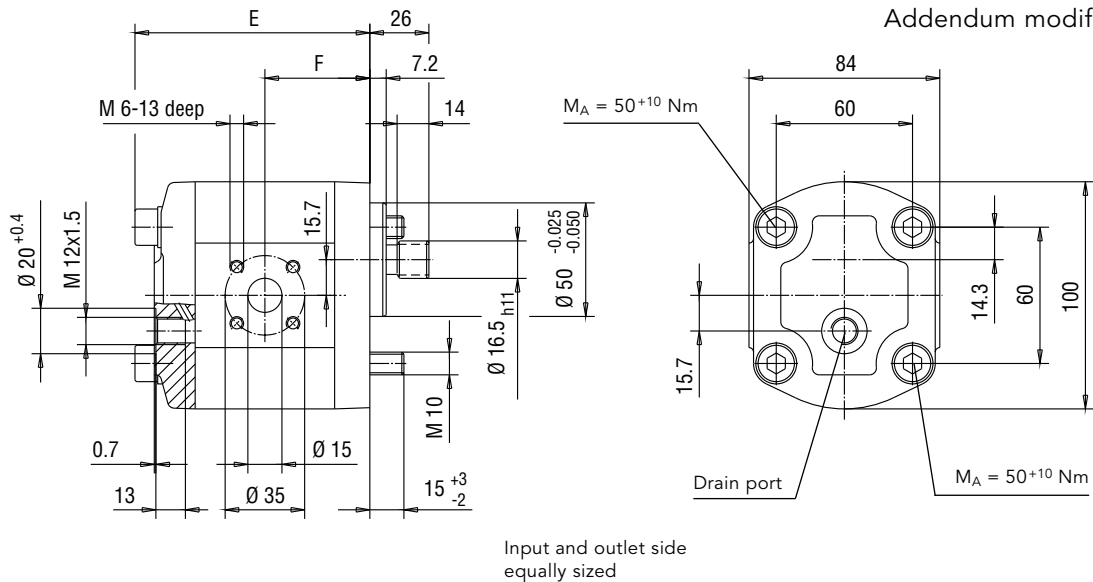 Addendum modif
E
26
F
7.2
14
M 6-13 deep
15.7
Ø 20 +0.4
M 12x1.5
Ø 50 -0.025 -0.050
Ø 16.5 h11
M 10
0.7
Ø 15
13
Ø 35
15 +3 -2
84
MA = 50+10 Nm
60
14.3
60
100
15.7
Drain port
MA = 50+10 Nm
Input and outlet side
equally sized